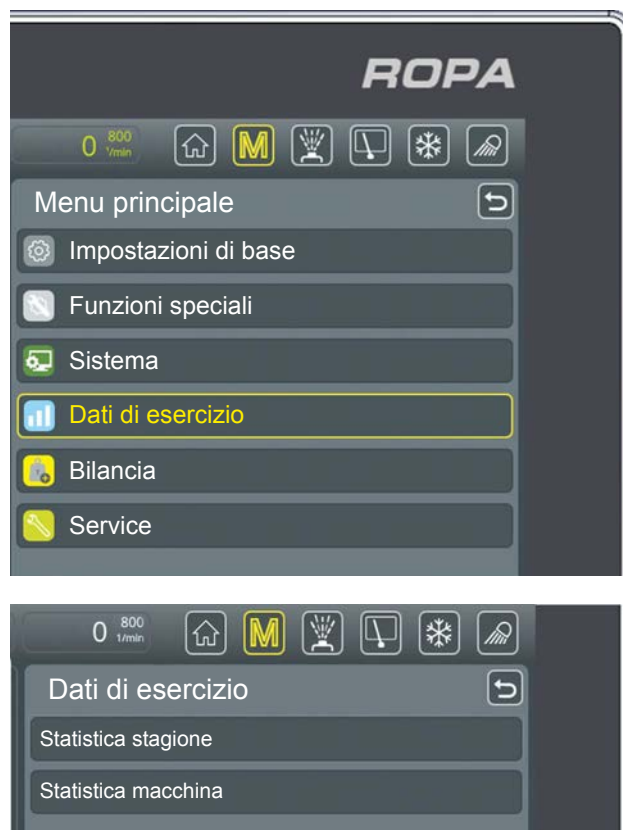 ROPA
0 800 1/min
M
Menu principale
Impostazioni di base
Funzioni speciali
Sistema
Dati di esercizio
Bilancia
Service
0 800 1/min
M
Dati di esercizio
Statistica stagione
Statistica macchina